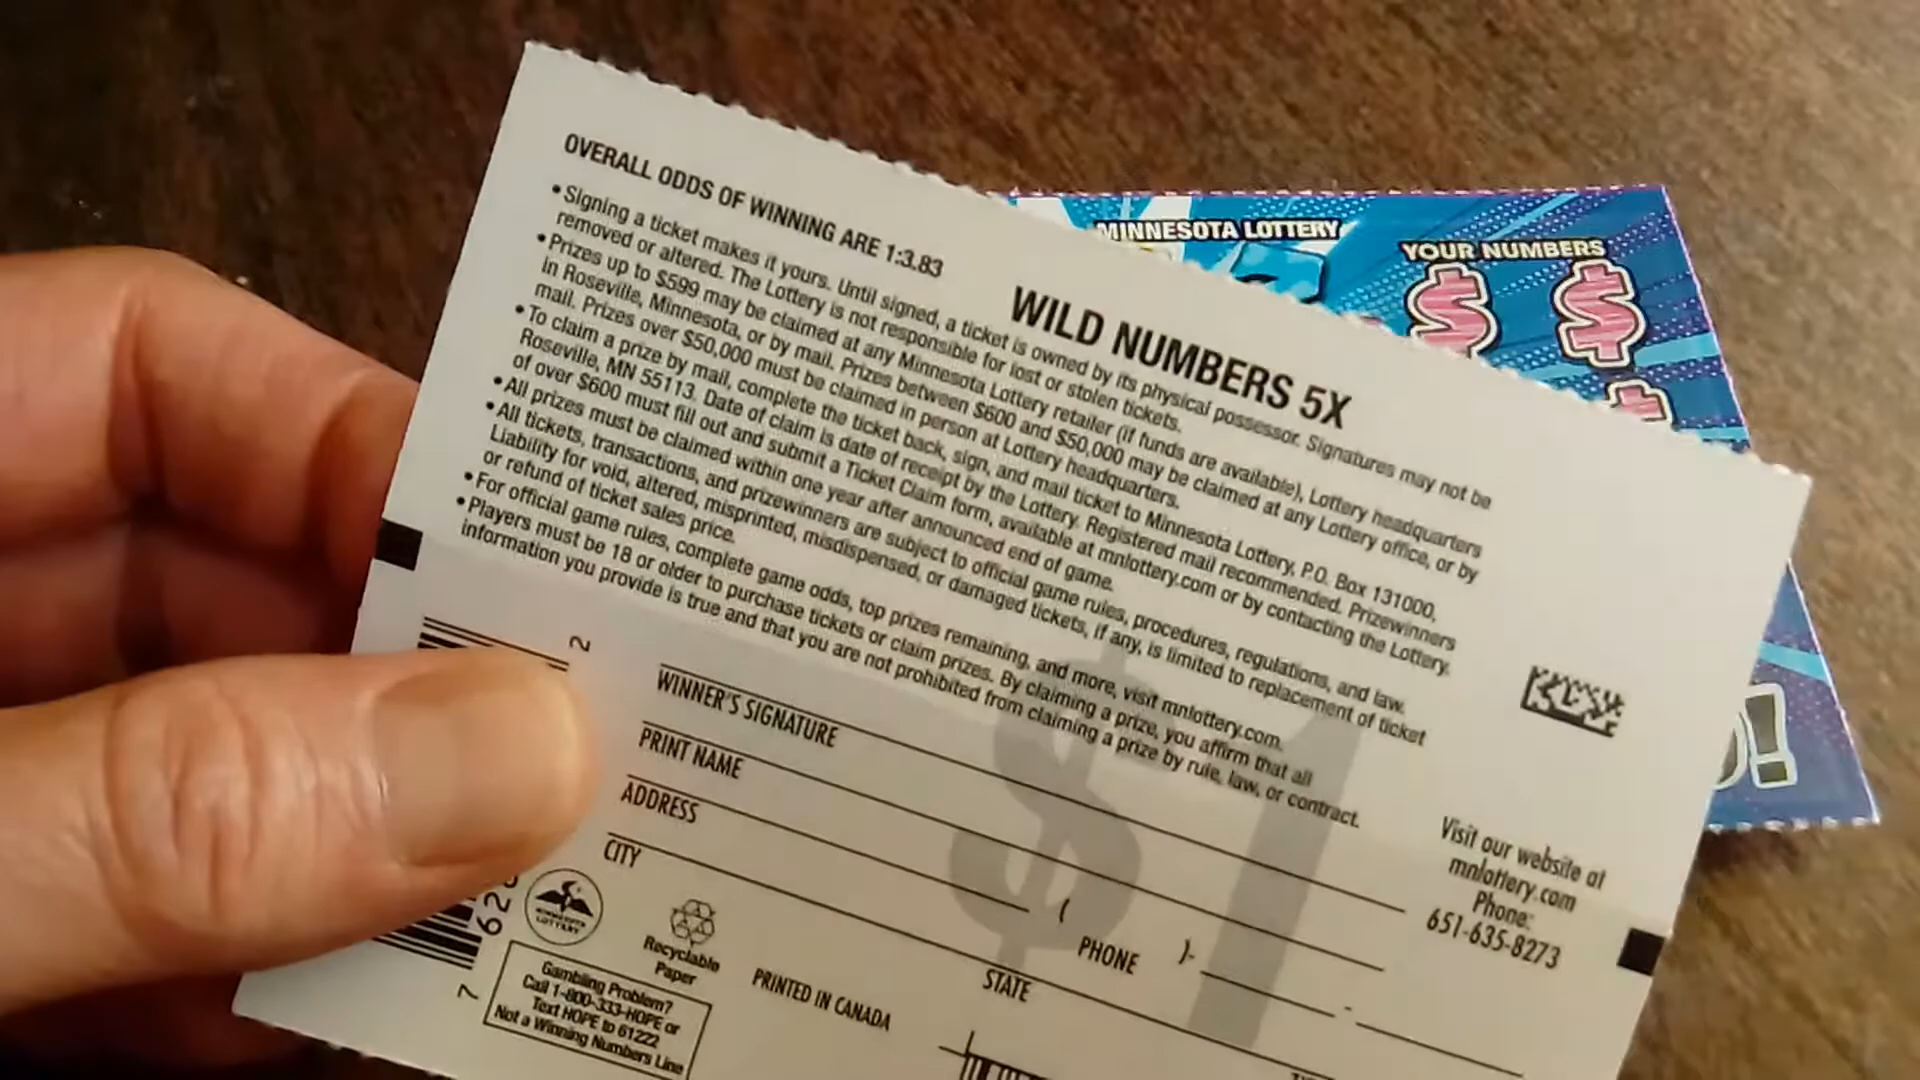 MINNESOTA LOTTERY
YOUR NUMBERS
$ $
OVERALL ODDS OF WINNING ARE 1:3.83
WILD NUMBERS 5X
• Signing a ticket makes it yours. Until signed, a ticket is owned by its physical possessor. Signatures may not be
removed or altered. The Lottery is not responsible for lost or stolen tickets.
• Prizes up to $599 may be claimed at any Minnesota Lottery retailer (if funds are available), Lottery headquarters
in Roseville, Minnesota, or by mail. Prizes between $600 and $50,000 may be claimed at any Lottery office, or by
mail. Prizes over $50,000 must be claimed in person at Lottery headquarters.
• To claim a prize by mail, complete the ticket back, sign, and mail ticket to Minnesota Lottery, P.O. Box 131000,
Roseville, MN 55113. Date of claim is date of receipt by the Lottery. Registered mail recommended. Prizewinners
of over $600 must fill out and submit a Ticket Claim form, available at mnlottery.com or by contacting the Lottery.
• All prizes must be claimed within one year after announced end of game.
• All tickets, transactions, and prizewinners are subject to official game rules, procedures, regulations, and law.
Liability for void, altered, misprinted, misdispensed, or damaged tickets, if any, is limited to replacement of ticket
or refund of ticket sales price.
• For official game rules, complete game odds, top prizes remaining, and more, visit mnlottery.com.
• Players must be 18 or older to purchase tickets or claim prizes. By claiming a prize, you affirm that all
information you provide is true and that you are not prohibited from claiming a prize by rule, law, or contract.
$1
2
WINNER'S SIGNATURE
PRINT NAME
ADDRESS
CITY
( PHONE )-
STATE
-
Visit our website at
mnlottery.com
Phone:
651-635-8273
7
MINNESOTA
LOTTERY
Recyclable
Paper
PRINTED IN CANADA
Gambling Problem?
Call 1-800-333-HOPE or
Text HOPE to 61222
Not a Winning Numbers Line